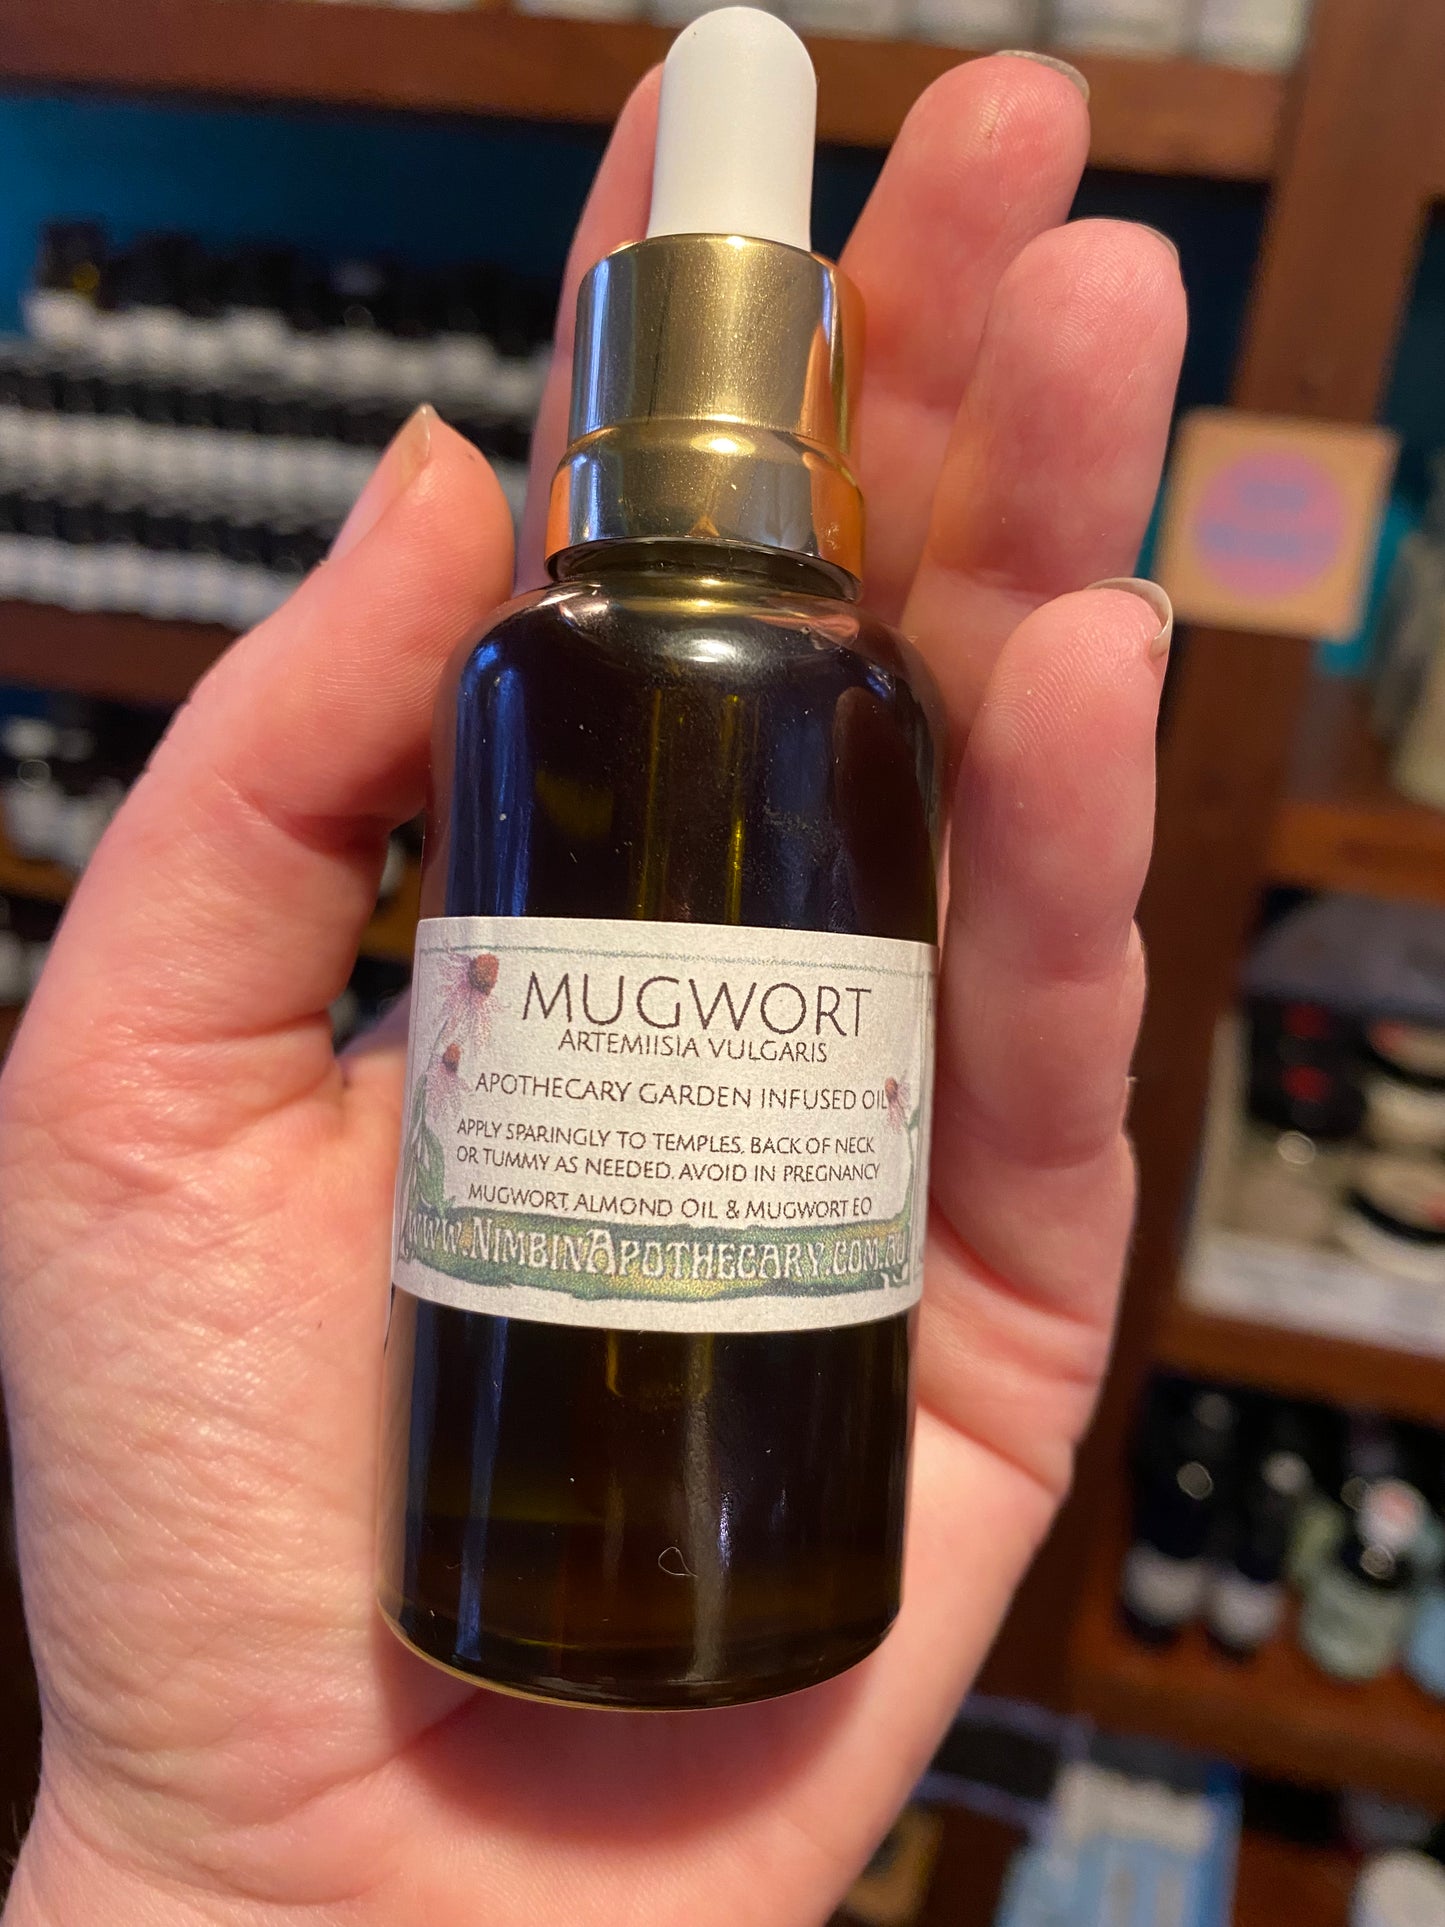 MUGWORT
ARTEMIISIA VULGARIS
APOTHECARY GARDEN INFUSED OIL
APPLY SPARINGLY TO TEMPLES, BACK OF NECK
OR TUMMY AS NEEDED. AVOID IN PREGNANCY
MUGWORT, ALMOND OIL & MUGWORT EO
WWW.NIMBINAPOTHECARY.COM.AU